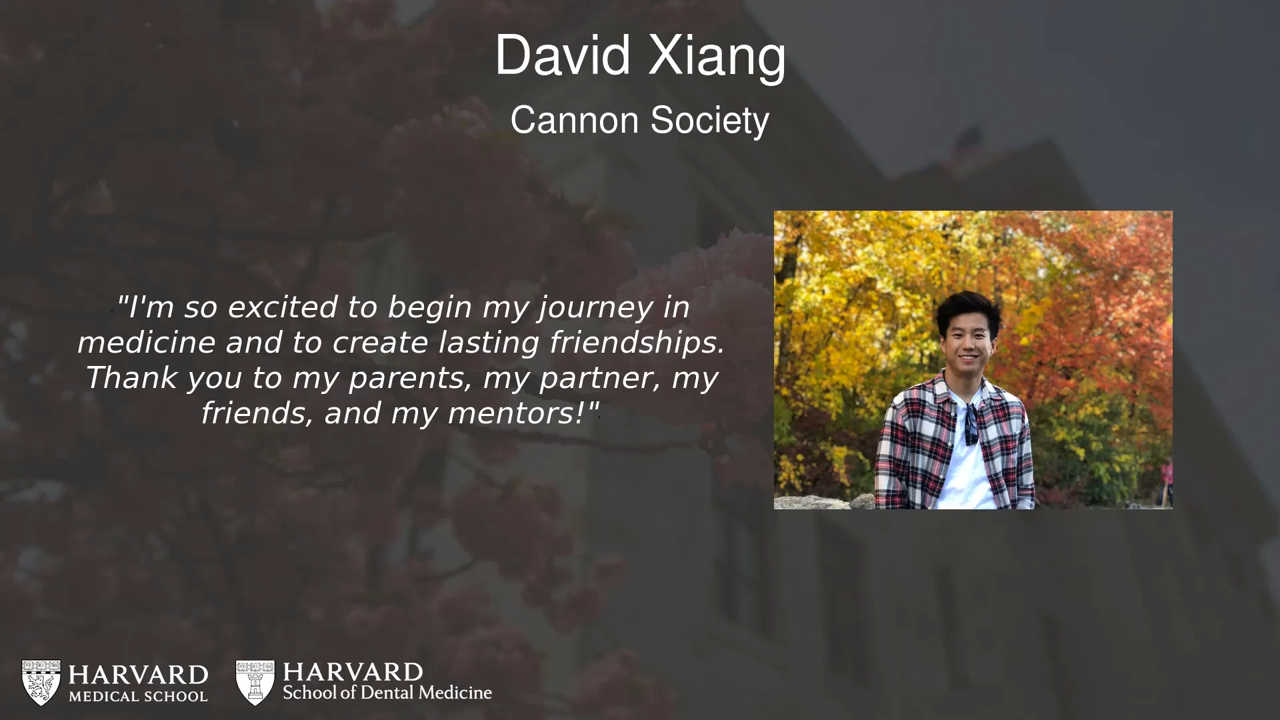 David Xiang
Cannon Society
"I'm so excited to begin my journey in
medicine and to create lasting friendships.
Thank you to my parents, my partner, my
friends, and my mentors!"
HARVARD
MEDICAL SCHOOL
HARVARD
School of Dental Medicine